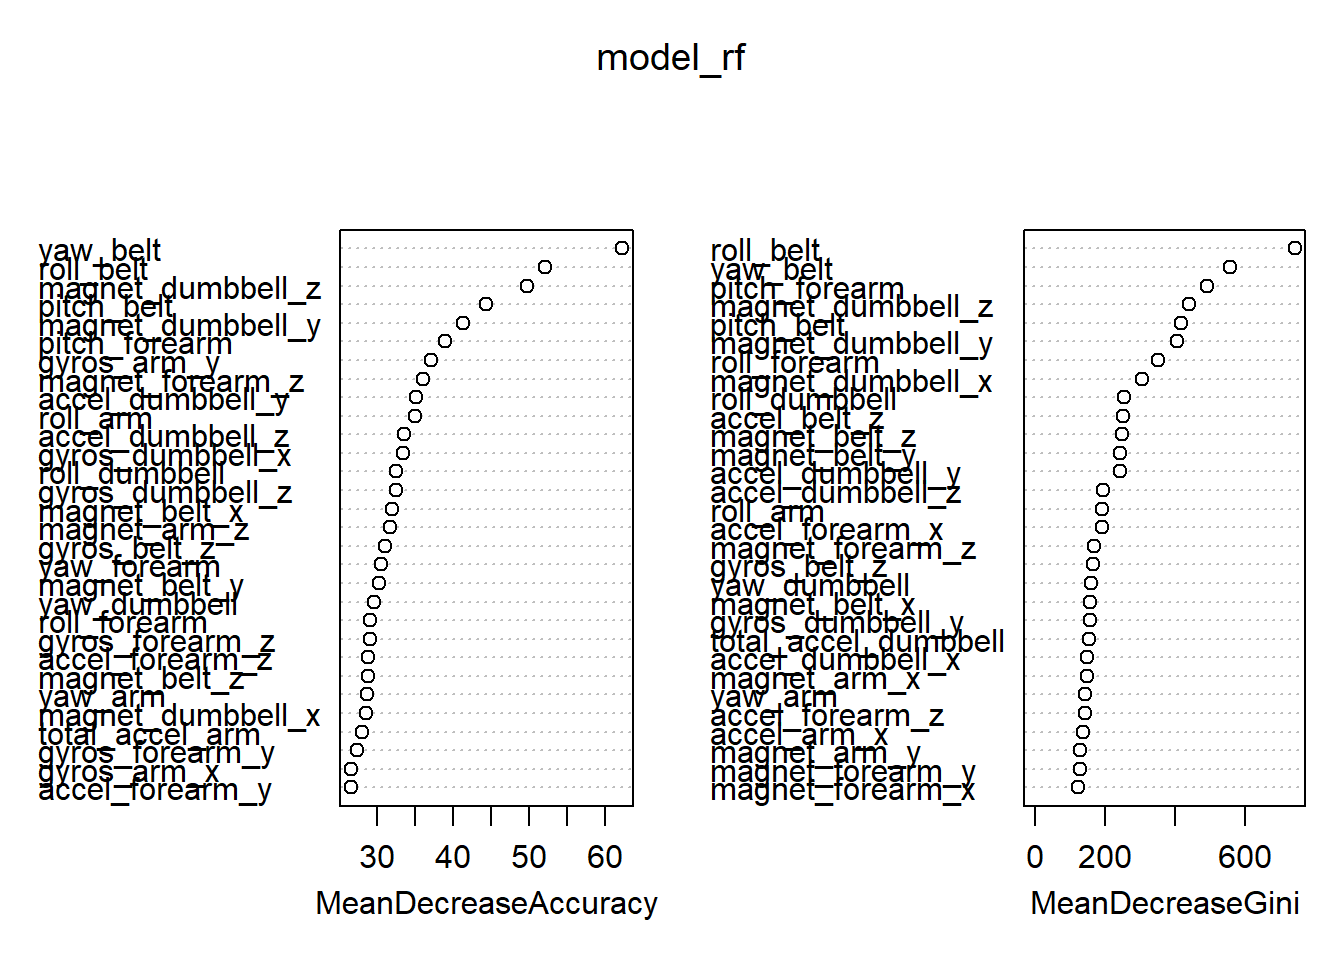 model_rf
yaw_belt
roll_belt
magnet_dumbbell_z
pitch_belt
magnet_dumbbell_y
pitch_forearm
gyros_arm_y
magnet_forearm_z
accel_dumbbell_y
roll_arm
accel_dumbbell_z
gyros_dumbbell_x
roll_dumbbell
gyros_dumbbell_z
magnet_belt_x
magnet_arm_z
gyros_belt_z
yaw_forearm
magnet_belt_y
yaw_dumbbell
roll_forearm
gyros_forearm_z
accel_forearm_z
magnet_belt_z
yaw_arm
magnet_dumbbell_x
total_accel_arm
gyros_forearm_y
gyros_arm_x
accel_forearm_y
30 40 50 60
MeanDecreaseAccuracy
roll_belt
yaw_belt
pitch_forearm
magnet_dumbbell_z
pitch_belt
magnet_dumbbell_y
roll_forearm
magnet_dumbbell_x
roll_dumbbell
accel_belt_z
magnet_belt_z
magnet_belt_y
accel_dumbbell_y
accel_dumbbell_z
roll_arm
accel_forearm_x
magnet_forearm_z
gyros_belt_z
yaw_dumbbell
magnet_belt_x
gyros_dumbbell_y
total_accel_dumbbell
accel_dumbbell_x
magnet_arm_x
yaw_arm
accel_forearm_z
accel_arm_x
magnet_arm_y
magnet_forearm_y
magnet_forearm_x
0 200 600
MeanDecreaseGini